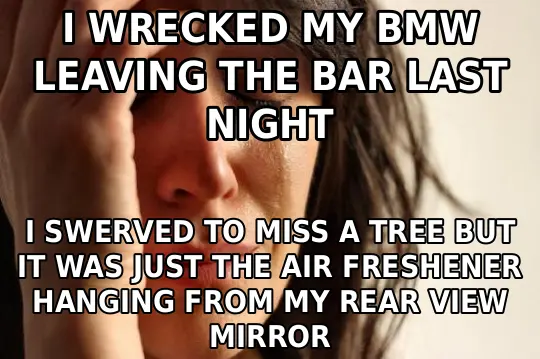 I WRECKED MY BMW
LEAVING THE BAR LAST
NIGHT
I SWERVED TO MISS A TREE BUT
IT WAS JUST THE AIR FRESHENER
HANGING FROM MY REAR VIEW
MIRROR